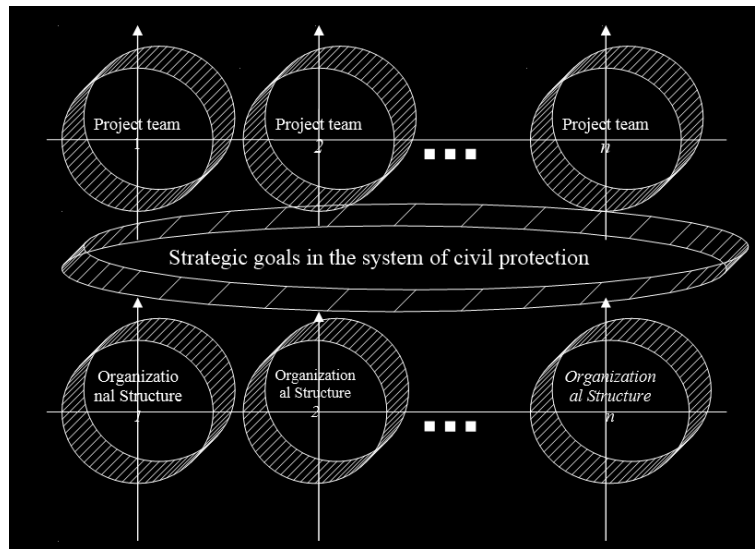 Project team
1
Project team
2
Project team
n
Strategic goals in the system of civil protection
Organizatio
nal Structure
1
Organization
al Structure
2
Organization
al Structure
n